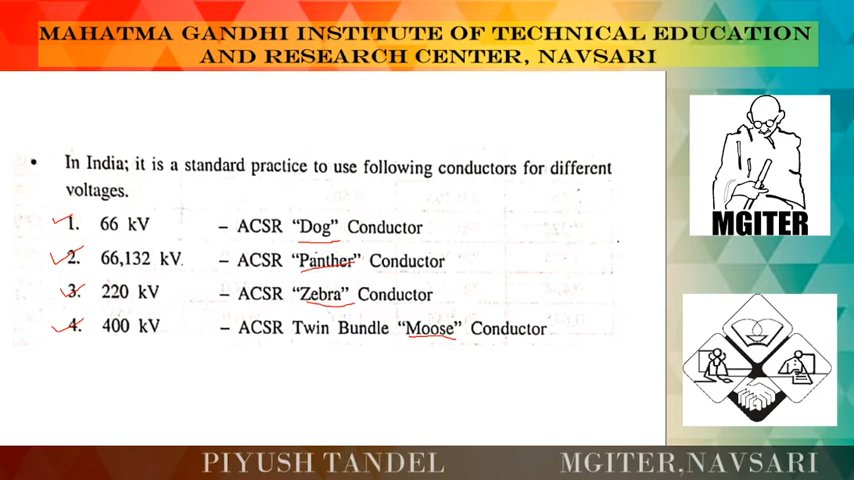 MAHATMA GANDHI INSTITUTE OF TECHNICAL EDUCATION
AND RESEARCH CENTER, NAVSARI
• In India; it is a standard practice to use following conductors for different
voltages.
1. 66 kV – ACSR "Dog" Conductor
2. 66,132 kV. – ACSR "Panther" Conductor
3. 220 kV – ACSR "Zebra" Conductor
4. 400 kV – ACSR Twin Bundle "Moose" Conductor
MGITER
PIYUSH TANDEL MGITER,NAVSARI